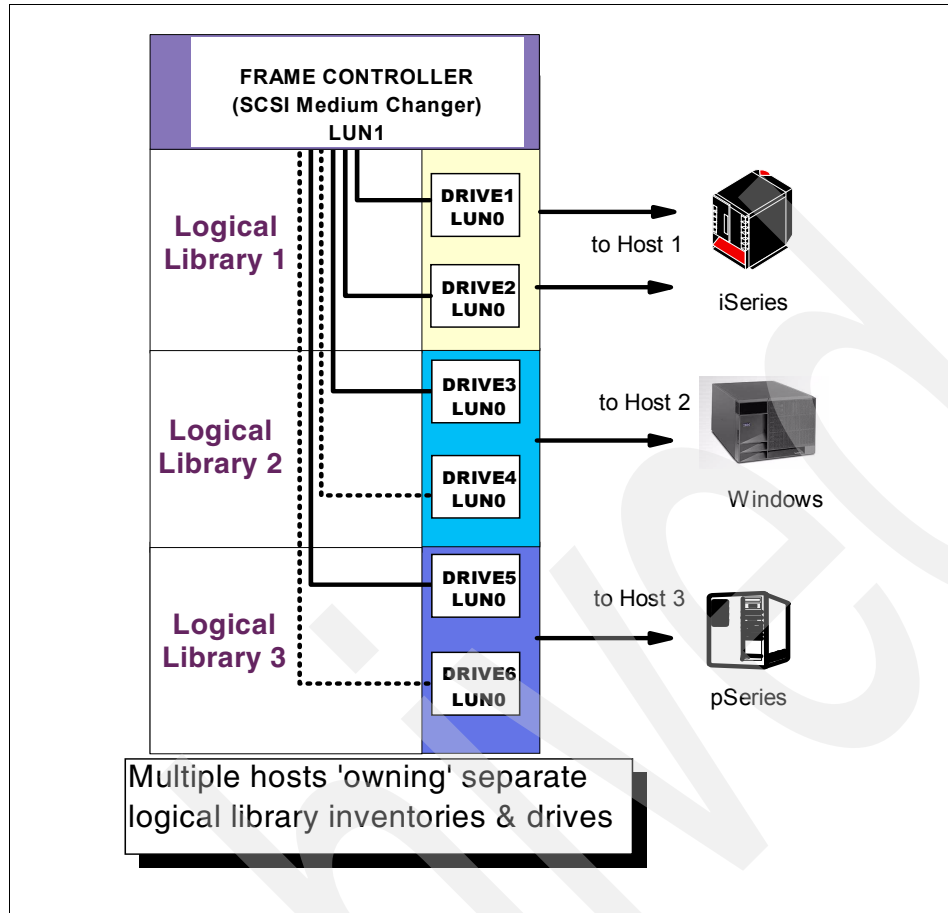 FRAME CONTROLLER
(SCSI Medium Changer)
LUN1
Logical
Library 1
DRIVE1
LUN0
DRIVE2
LUN0
to Host 1
iSeries
Logical
Library 2
DRIVE3
LUN0
DRIVE4
LUN0
to Host 2
Windows
Logical
Library 3
DRIVE5
LUN0
DRIVE6
LUN0
to Host 3
pSeries
Multiple hosts 'owning' separate
logical library inventories & drives